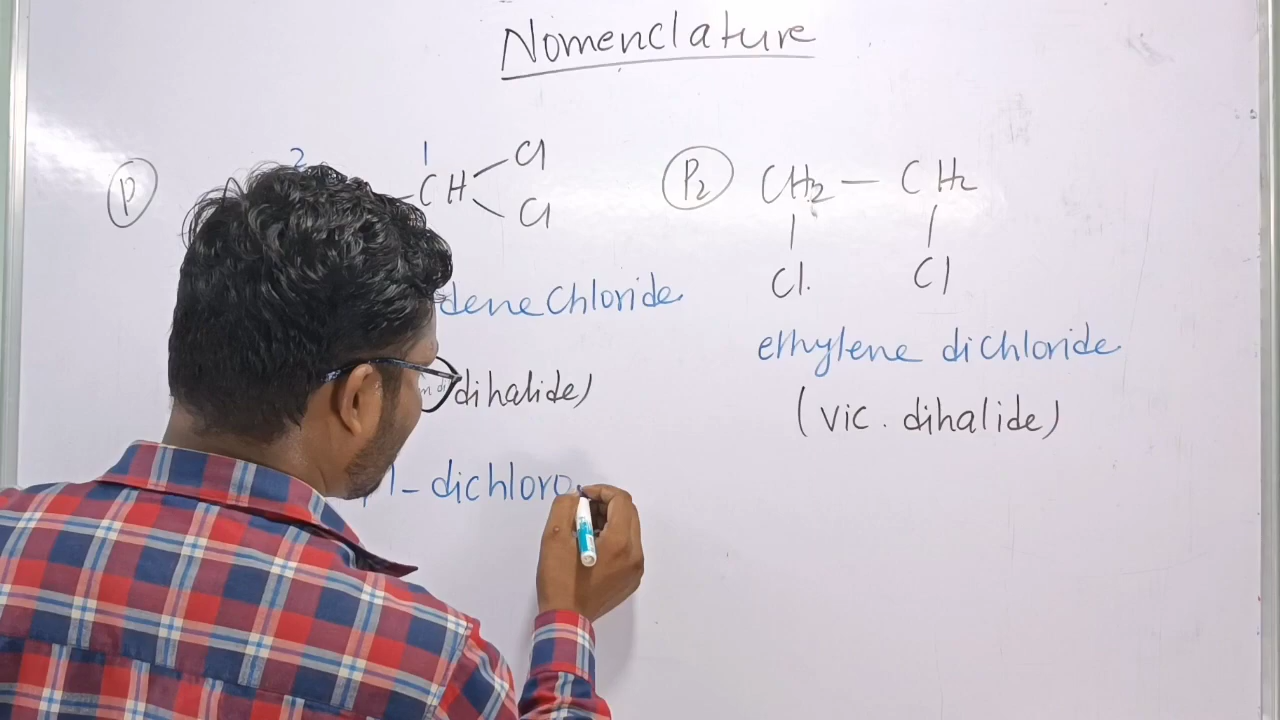 Nomenclature
P
2 1
CH Cl
Cl
dene chloride
dihalide)
1 - dichloro
P2 CH2 — CH2
Cl. Cl
ethylene dichloride
(vic. dihalide)